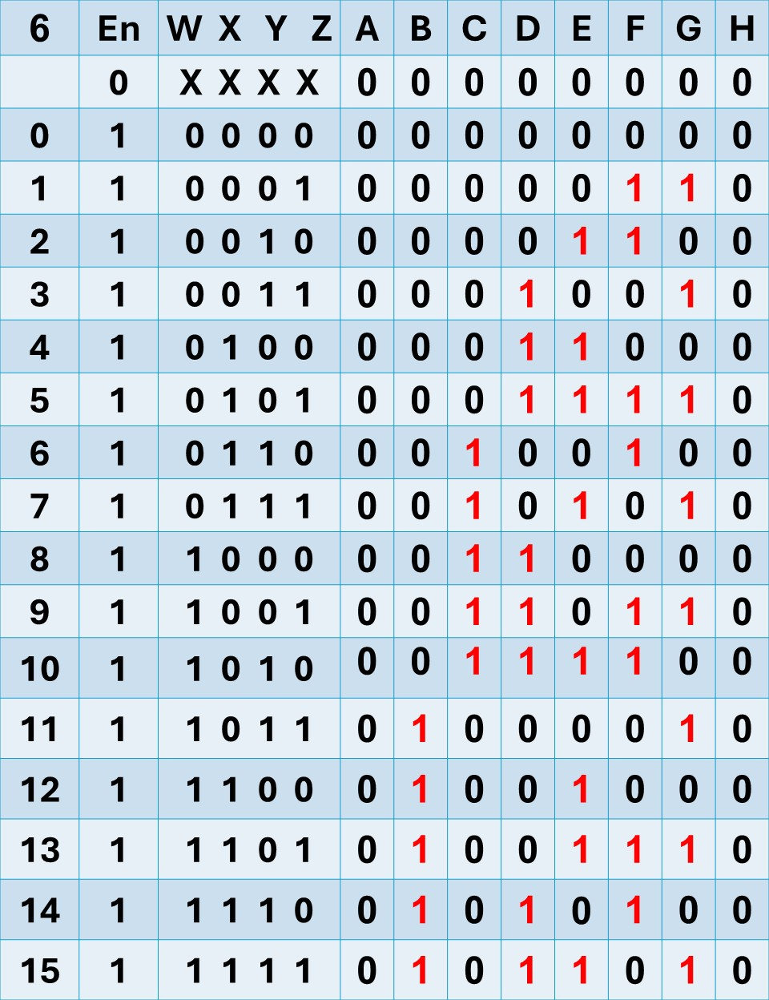 6 En W X Y Z A B C D E F G H
0 X X X X 0 0 0 0 0 0 0 0
0 1 0 0 0 0 0 0 0 0 0 0 0 0
1 1 0 0 0 1 0 0 0 0 0 1 1 0
2 1 0 0 1 0 0 0 0 0 1 1 0 0
3 1 0 0 1 1 0 0 0 1 0 0 1 0
4 1 0 1 0 0 0 0 0 1 1 0 0 0
5 1 0 1 0 1 0 0 0 1 1 1 1 0
6 1 0 1 1 0 0 0 1 0 0 1 0 0
7 1 0 1 1 1 0 0 1 0 1 0 1 0
8 1 1 0 0 0 0 0 1 1 0 0 0 0
9 1 1 0 0 1 0 0 1 1 0 1 1 0
10 1 1 0 1 0 0 0 1 1 1 1 0 0
11 1 1 0 1 1 0 1 0 0 0 0 1 0
12 1 1 1 0 0 0 1 0 0 1 0 0 0
13 1 1 1 0 1 0 1 0 0 1 1 1 0
14 1 1 1 1 0 0 1 0 1 0 1 0 0
15 1 1 1 1 1 0 1 0 1 1 0 1 0